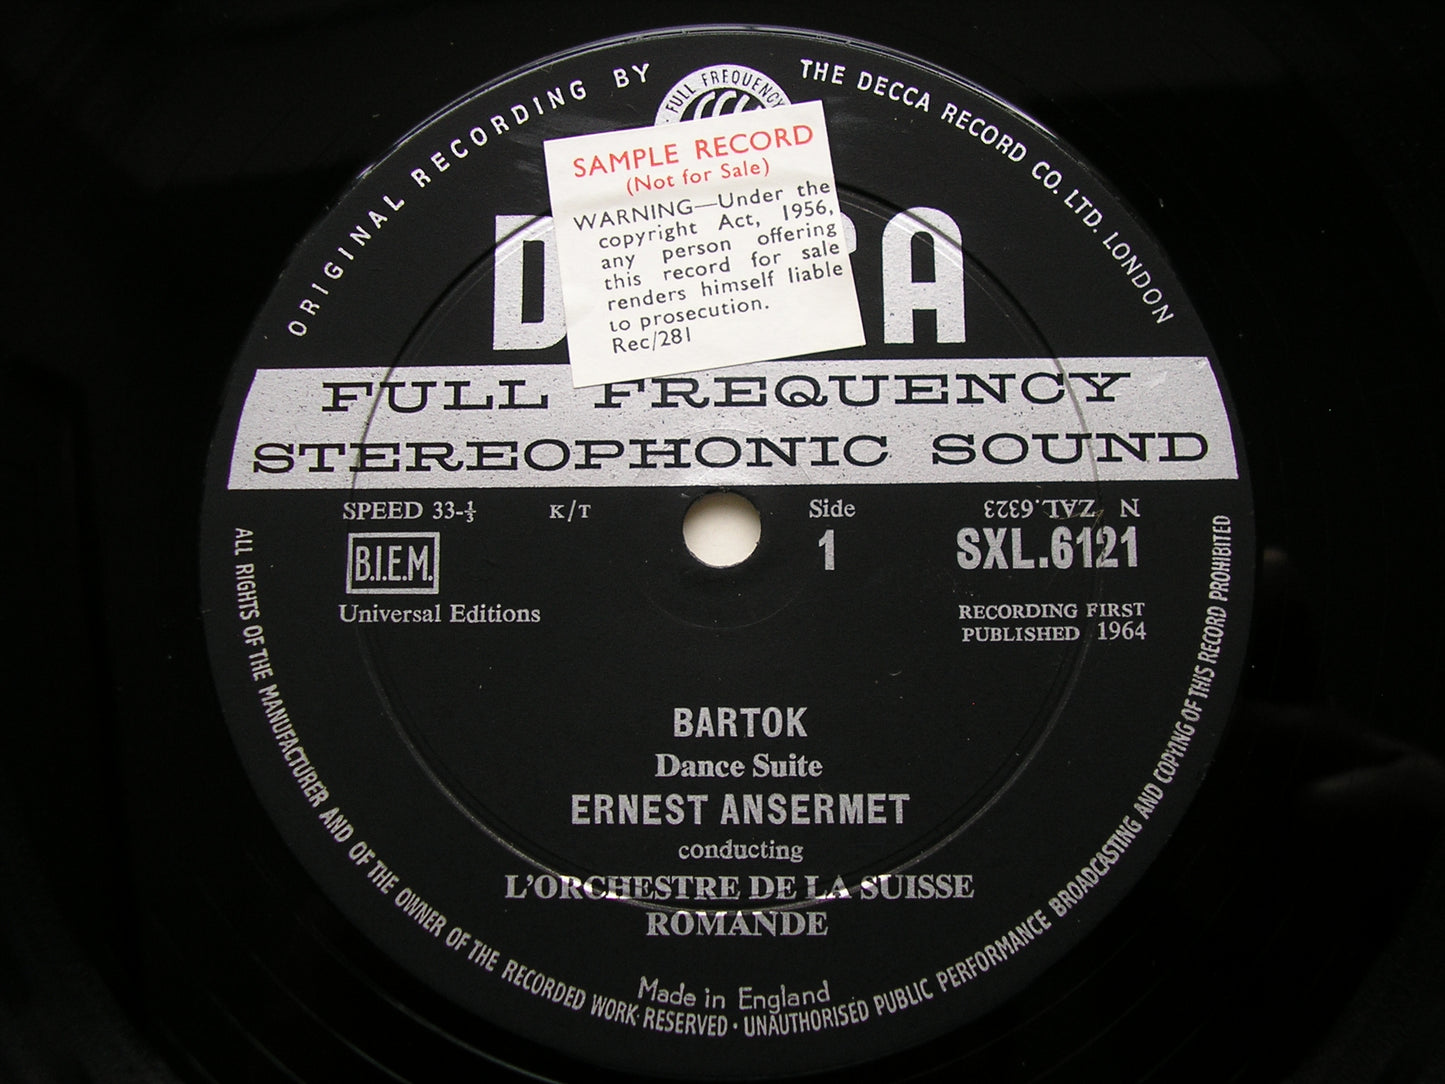 ORIGINAL RECORDING BY
FULL FREQUENCY
THE DECCA RECORD CO. LTD. LONDON
SAMPLE RECORD
(Not for Sale)
WARNING—Under the
copyright Act, 1956,
any person offering
this record for sale
renders himself liable
to prosecution.
Rec/281
FULL FREQUENCY
STEREOPHONIC SOUND
SPEED 33-⅓
K/T
B.I.E.M.
Universal Editions
Side
1
N ZAL.6323
SXL.6121
RECORDING FIRST
PUBLISHED 1964
BARTOK
Dance Suite
ERNEST ANSERMET
conducting
L'ORCHESTRE DE LA SUISSE
ROMANDE
Made in England
ALL RIGHTS OF THE MANUFACTURER AND OF THE OWNER OF THE RECORDED WORK RESERVED · UNAUTHORISED PUBLIC PERFORMANCE BROADCASTING AND COPYING OF THIS RECORD PROHIBITED